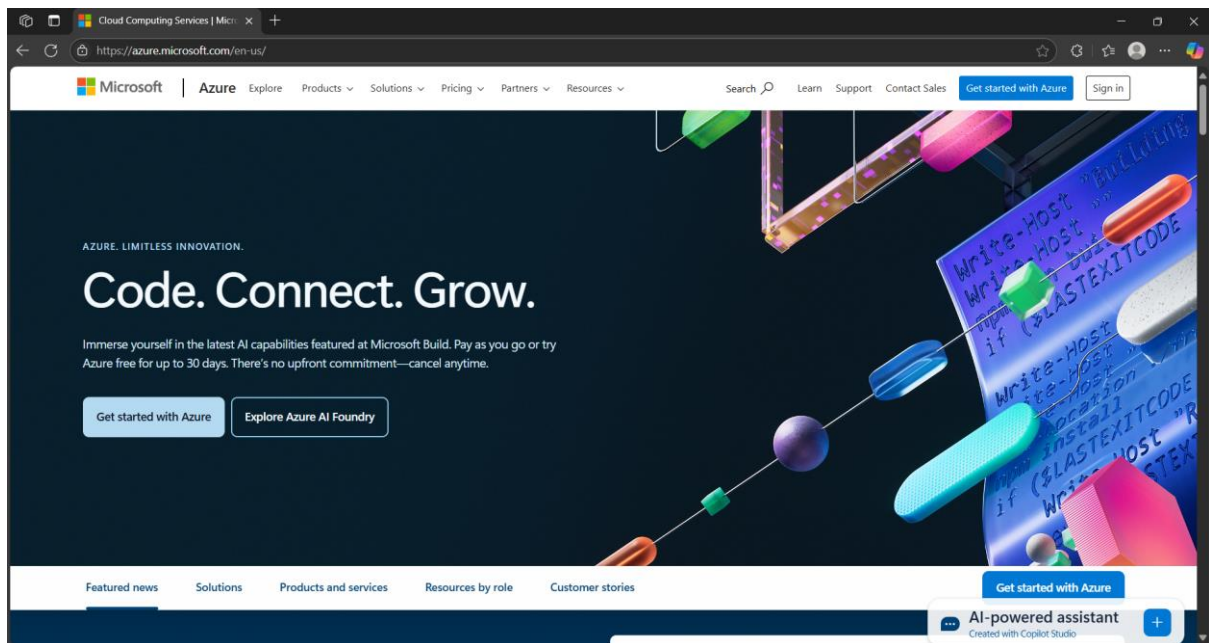 Cloud Computing Services | Micr
https://azure.microsoft.com/en-us/
Microsoft Azure Explore Products Solutions Pricing Partners Resources Search Learn Support Contact Sales Get started with Azure Sign in
AZURE. LIMITLESS INNOVATION.
Code. Connect. Grow.
Immerse yourself in the latest AI capabilities featured at Microsoft Build. Pay as you go or try
Azure free for up to 30 days. There's no upfront commitment—cancel anytime.
Get started with Azure Explore Azure AI Foundry
"Building
Write-Host ""
Write-Host
if ($LASTEXITCODE
Write-Host
Write-Host
install
if ($LASTEXITCODE
Write-Host "R
Featured news Solutions Products and services Resources by role Customer stories Get started with Azure
AI-powered assistant
Created with Copilot Studio